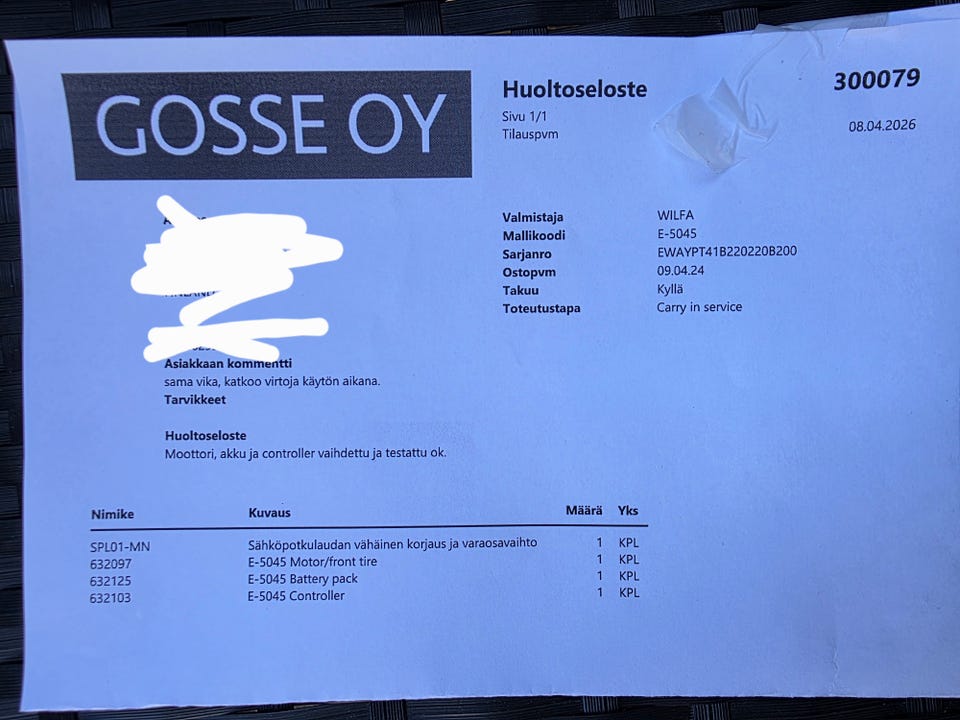 GOSSE OY
Huoltoseloste
300079
Sivu 1/1
Tilauspvm
08.04.2026
Valmistaja WILFA
Mallikoodi E-5045
Sarjanro EWAYPT41B220220B200
Ostopvm 09.04.24
Takuu Kyllä
Toteutustapa Carry in service
Asiakkaan kommentti
sama vika, katkoo virtoja käytön aikana.
Tarvikkeet
Huoltoseloste
Moottori, akku ja controller vaihdettu ja testattu ok.
Nimike Kuvaus Määrä Yks
SPL01-MN Sähköpotkulaudan vähäinen korjaus ja varaosavaihto 1 KPL
632097 E-5045 Motor/front tire 1 KPL
632125 E-5045 Battery pack 1 KPL
632103 E-5045 Controller 1 KPL